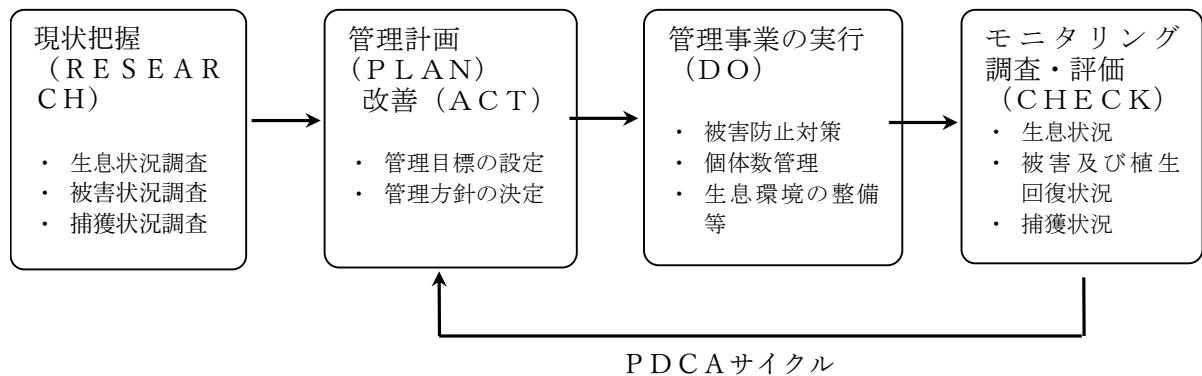 現状把握
（ＲＥＳＥＡＲ
ＣＨ）
・ 生息状況調査
・ 被害状況調査
・ 捕獲状況調査
管理計画
（ＰＬＡＮ）
改善（ＡＣＴ）
・ 管理目標の設定
・ 管理方針の決定
管理事業の実行
（ＤＯ）
・ 被害防止対策
・ 個体数管理
・ 生息環境の整備
等
モニタリング
調査・評価
（ＣＨＥＣＫ）
・ 生息状況
・ 被害及び植生
回復状況
・ 捕獲状況
ＰＤＣＡサイクル